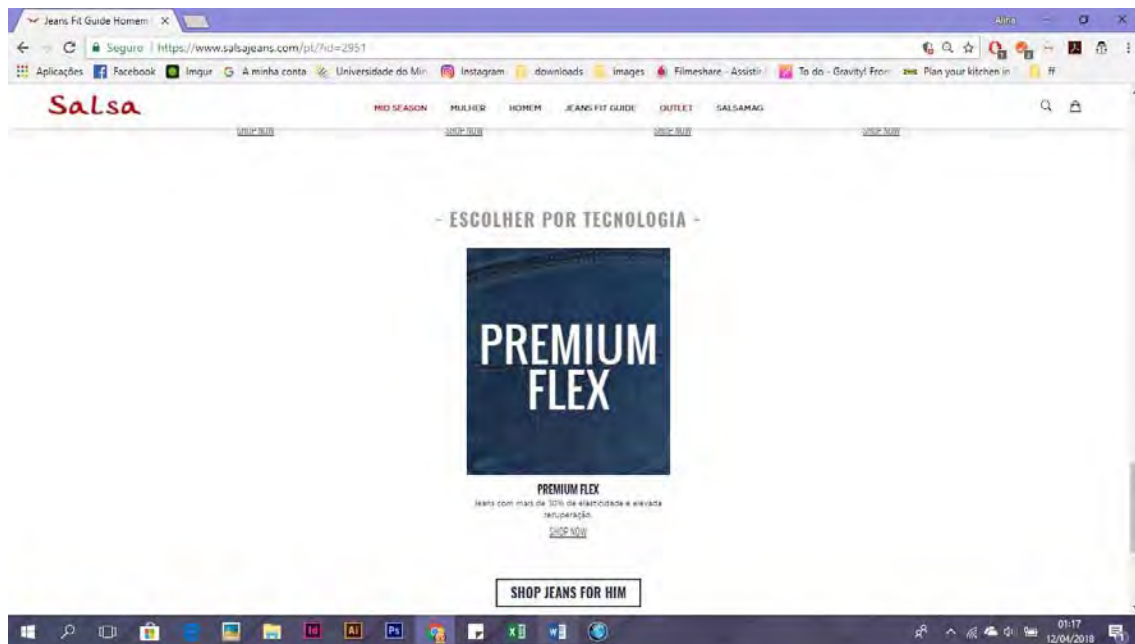 Jeans Fit Guide Homem
Alina
Seguro | https://www.salsajeans.com/pt/?id=2951
Aplicações Facebook Imgur A minha conta Universidade do Min Instagram downloads images Filmeshare - Assistir To do - Gravity! From Plan your kitchen in ff
Salsa
MID SEASON MULHER HOMEM JEANS FIT GUIDE OUTLET SALSAMAG
SHOP NOW SHOP NOW SHOP NOW SHOP NOW
- ESCOLHER POR TECNOLOGIA -
PREMIUM
FLEX
PREMIUM FLEX
Jeans com mais de 30% de elasticidade e elevada
recuperação.
SHOP NOW
SHOP JEANS FOR HIM
Id Ai Ps
01:17
12/04/2018